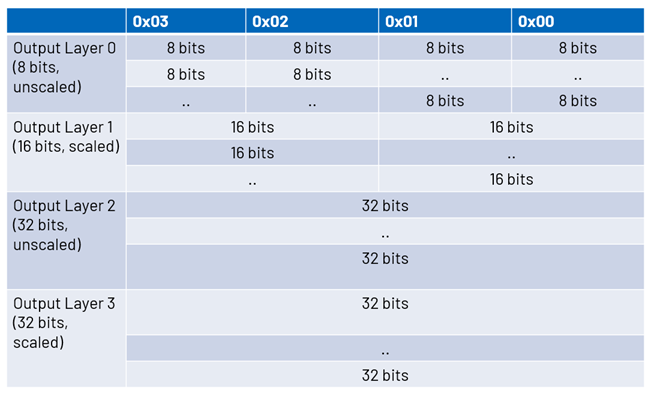 0x03 0x02 0x01 0x00
Output Layer 0 8 bits 8 bits 8 bits 8 bits
(8 bits, 8 bits 8 bits .. ..
unscaled) .. .. 8 bits 8 bits
Output Layer 1 16 bits 16 bits
(16 bits, scaled) 16 bits ..
.. 16 bits
Output Layer 2 32 bits
(32 bits, ..
unscaled) 32 bits
Output Layer 3 32 bits
(32 bits,
scaled) ..
32 bits